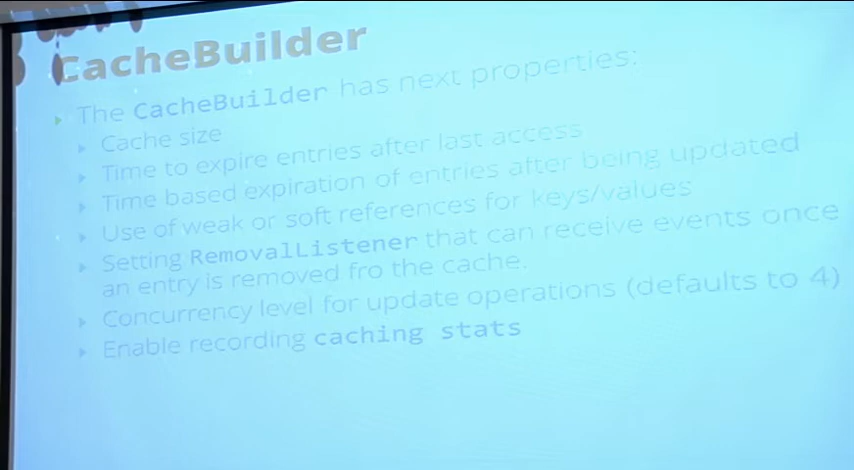 CacheBuilder
The CacheBuilder has next properties:
Cache size
Time to expire entries after last access
Time based expiration of entries after being updated
Use of weak or soft references for keys/values
Setting RemovalListener that can receive events once
an entry is removed fro the cache.
Concurrency level for update operations (defaults to 4)
Enable recording caching stats